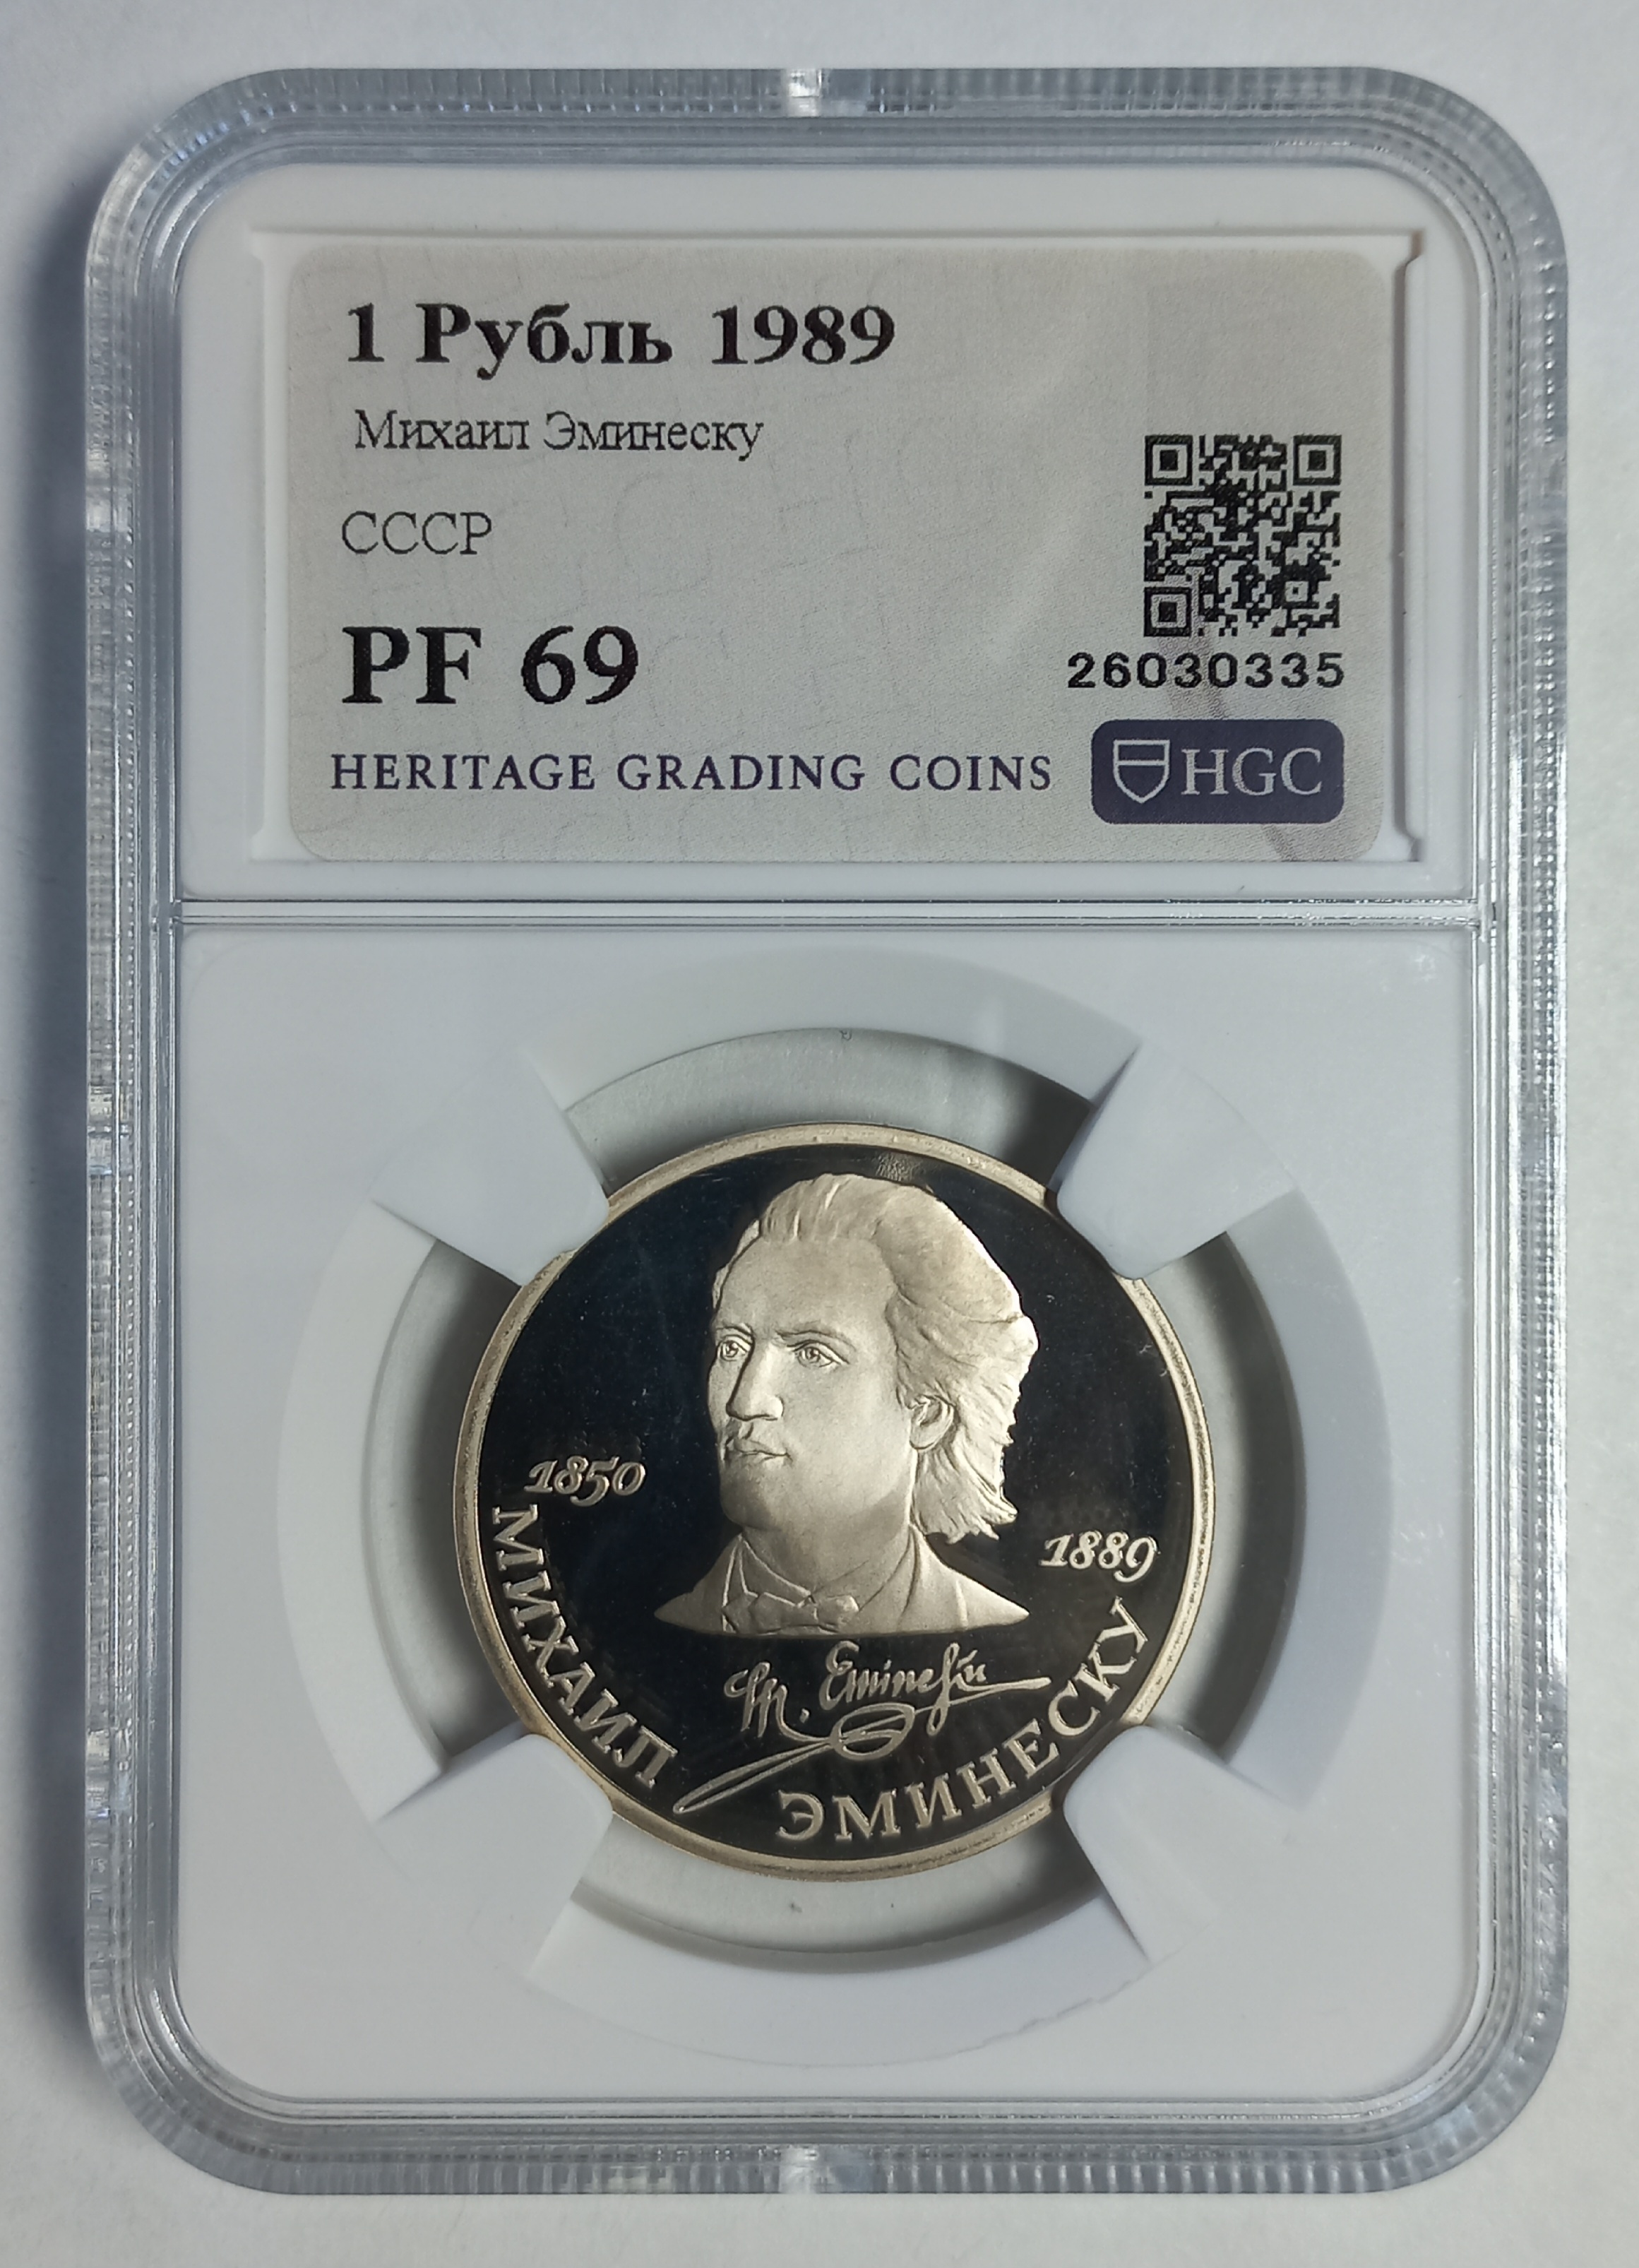 1 Рубль 1989
Михаил Эминеску
СССР
PF 69
26030335
HERITAGE GRADING COINS
HGC
1850
1889
M. Eminescu
МИХАИЛ ЭМИНЕСКУ